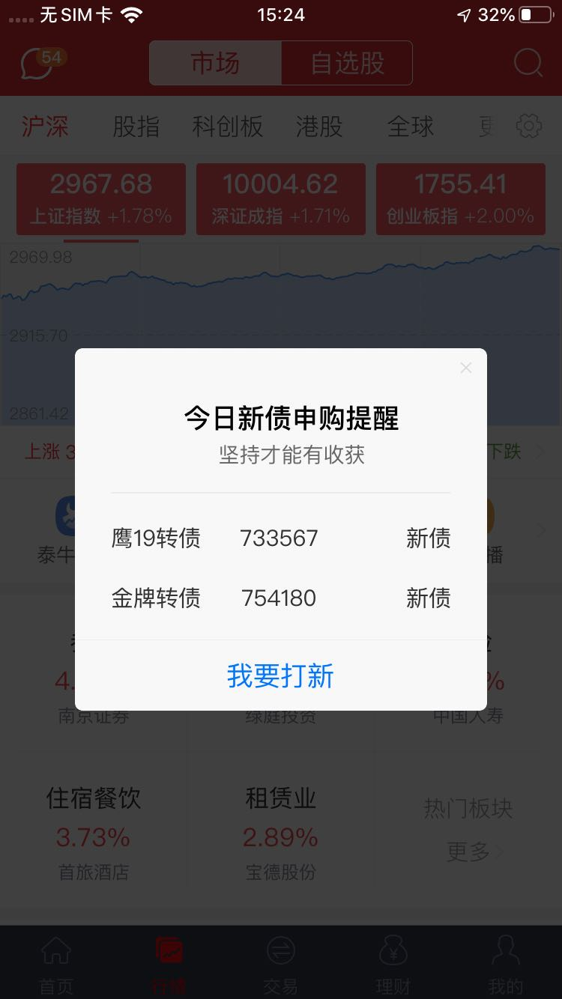 无SIM卡 15:24 32%
54 市场 自选股
沪深 股指 科创板 港股 全球
2967.68 10004.62 1755.41
上证指数 +1.78% 深证成指 +1.71% 创业板指 +2.00%
2969.98
2915.70
2861.42
今日新债申购提醒
坚持才能有收获
上涨 3 下跌
鹰19转债 733567 新债
泰牛 播
金牌转债 754180 新债
我要打新
4. %
南京证券 绿庭投资 中国人寿
住宿餐饮 租赁业 热门板块
3.73% 2.89% 更多
首旅酒店 宝德股份
首页 行情 交易 理财 我的